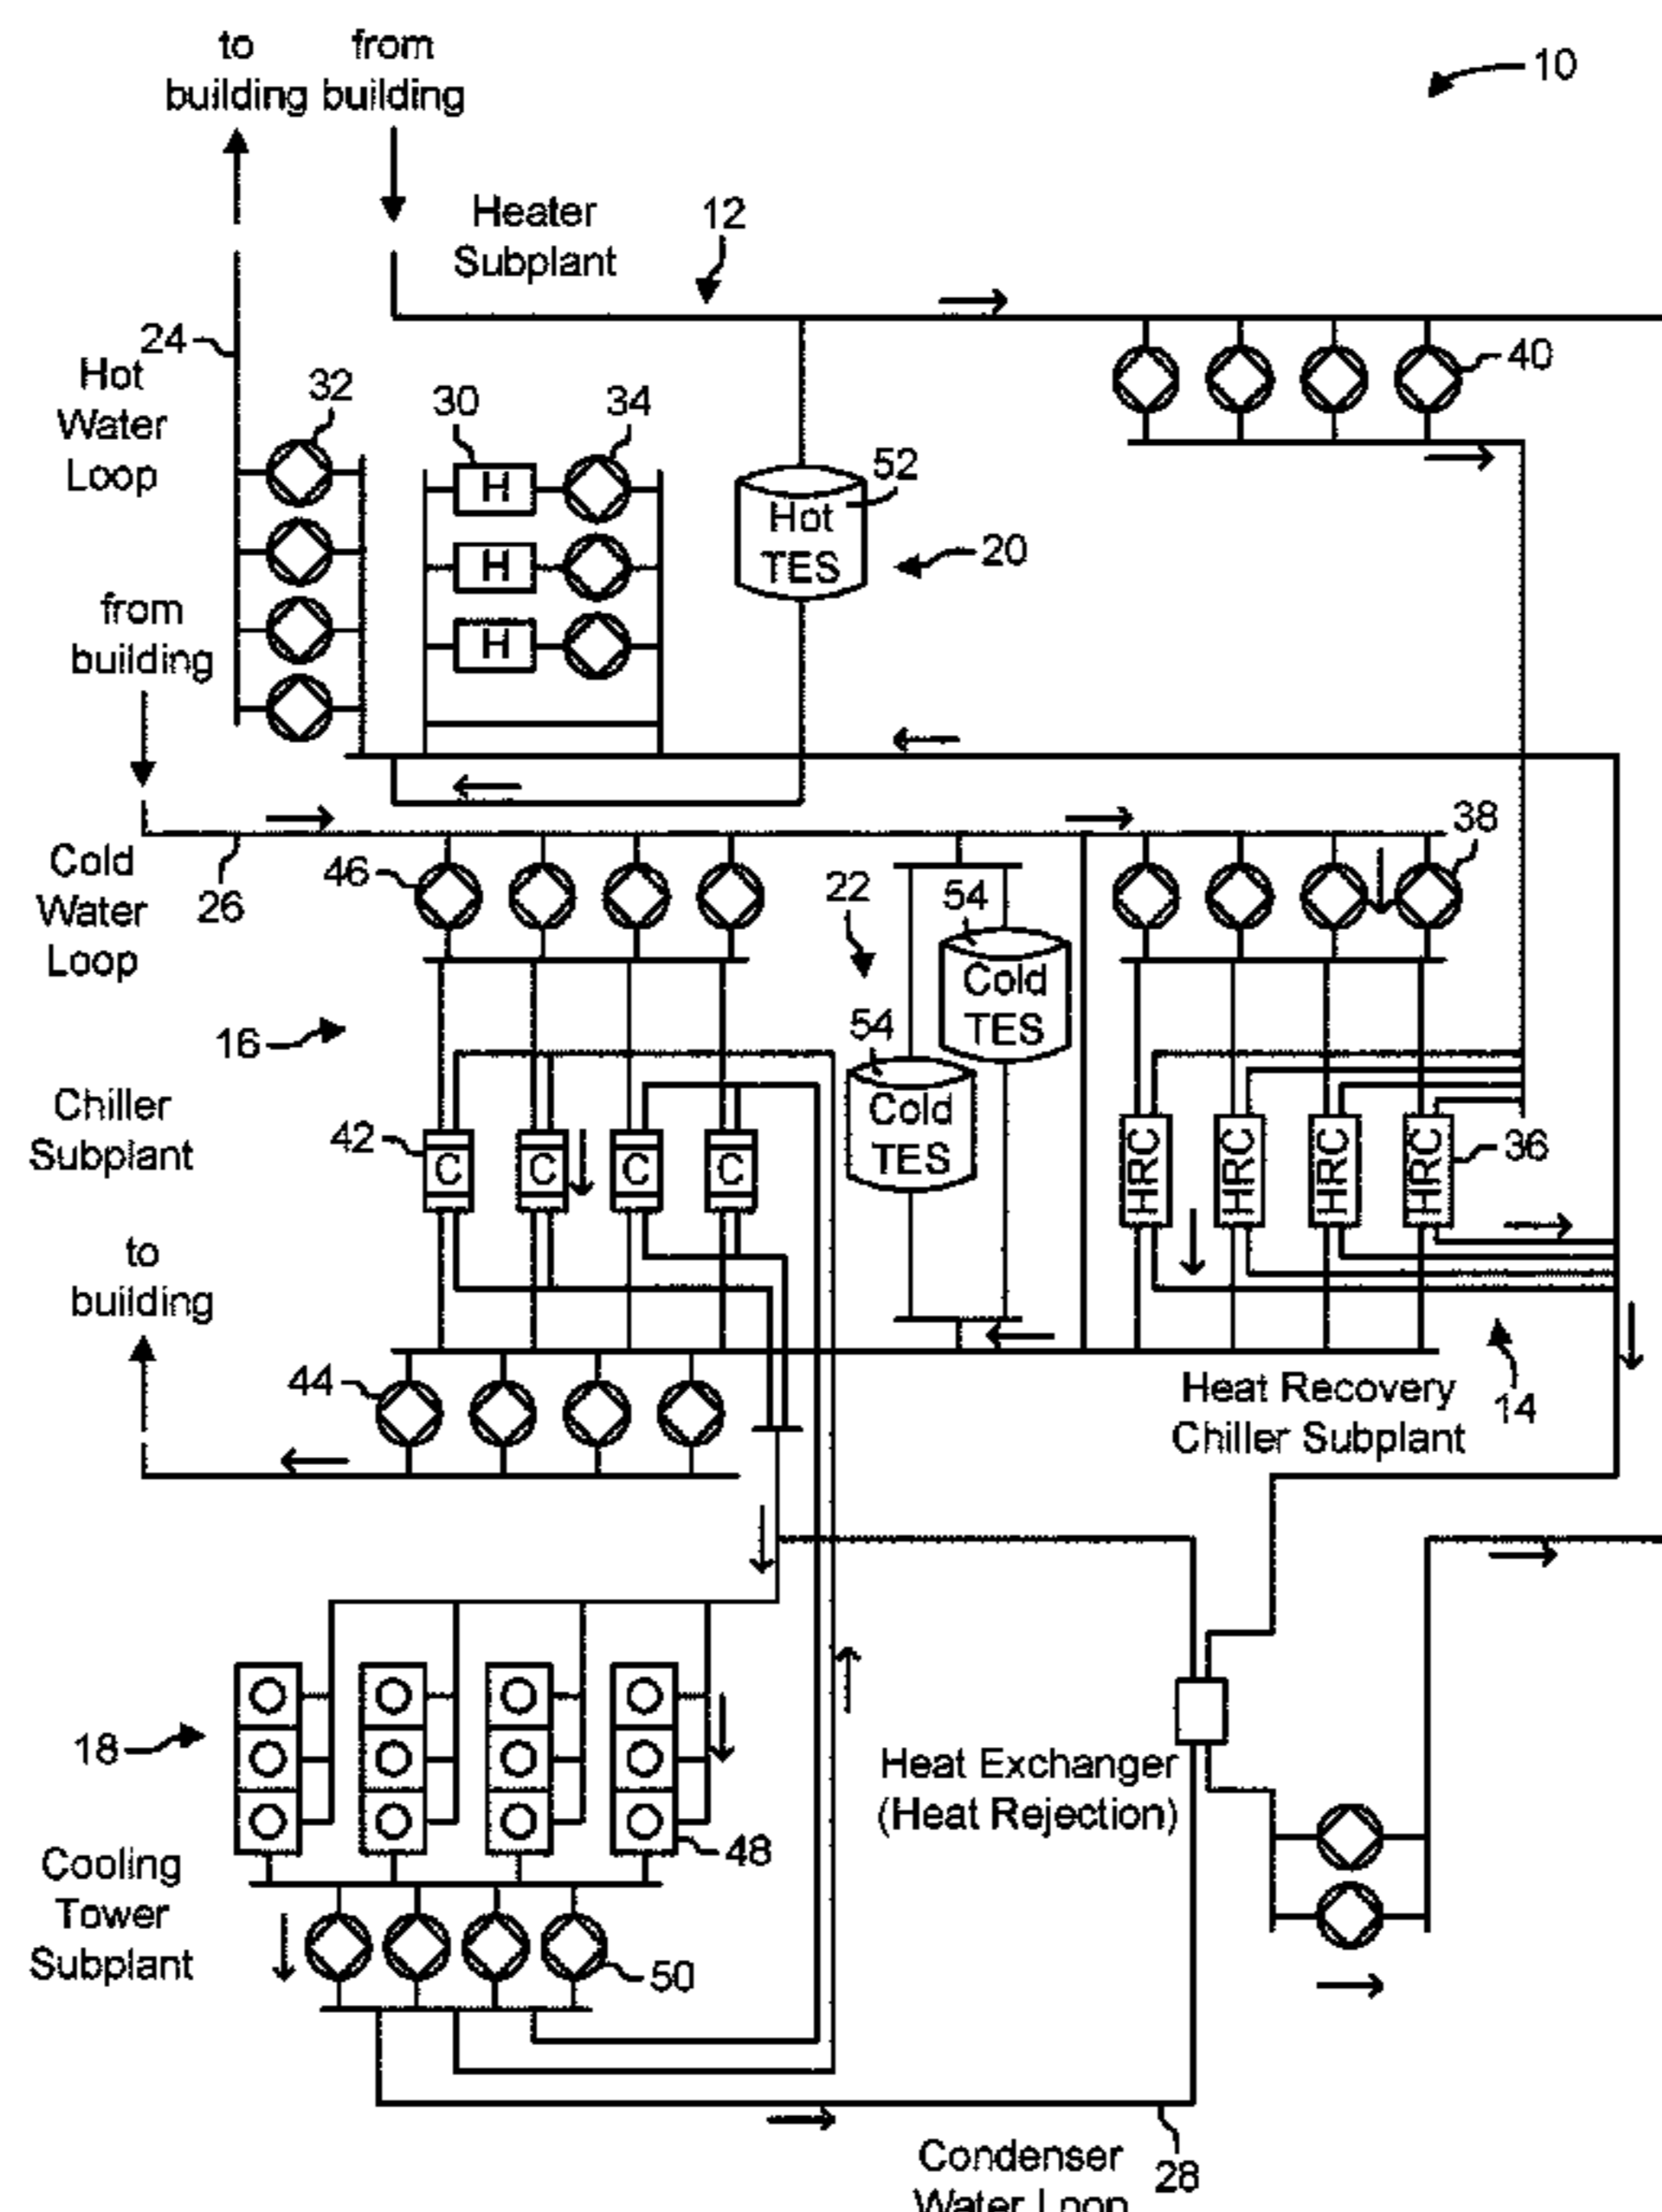 to from
building building
10
Heater
Subplant
12
24
Hot
Water
Loop
32
30
34
40
H
H
H
52
Hot
TES
20
from
building
38
Cold
Water
Loop
26
46
22
54
Cold
TES
54
Cold
TES
16
Chiller
Subplant
42
C
C
C
C
HRC
HRC
HRC
HRC
36
to
building
44
Heat Recovery
Chiller Subplant
14
18
Heat Exchanger
(Heat Rejection)
48
Cooling
Tower
Subplant
50
Condenser
Water Loop
28